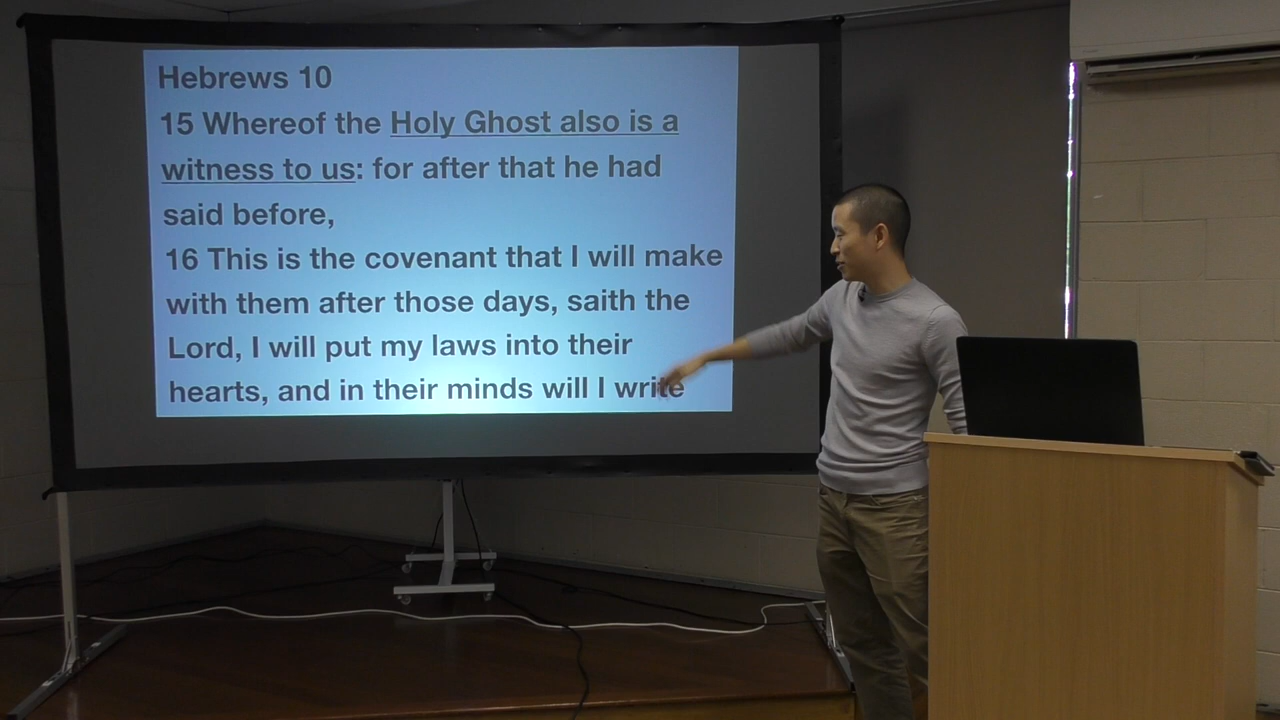 Hebrews 10
15 Whereof the Holy Ghost also is a
witness to us: for after that he had
said before,
16 This is the covenant that I will make
with them after those days, saith the
Lord, I will put my laws into their
hearts, and in their minds will I write